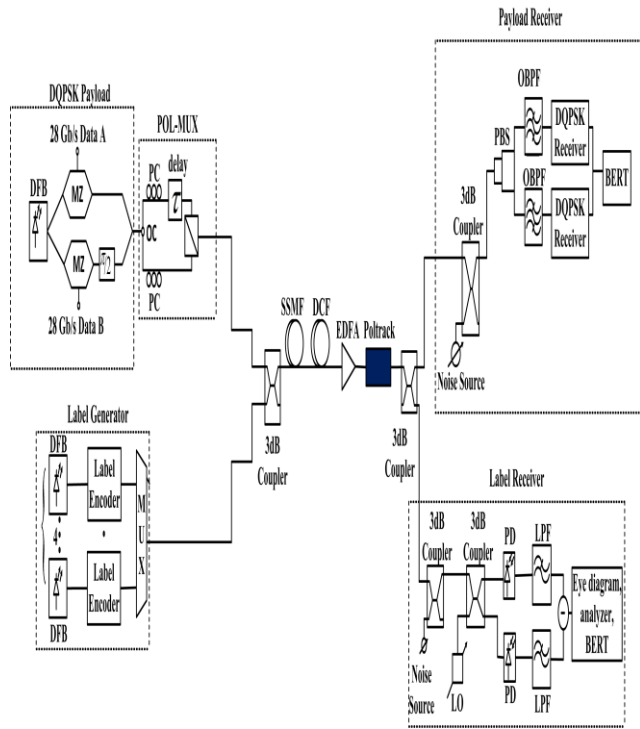 Payload Receiver
OBPF
DQPSK
Receiver
PBS
OBPF
DQPSK
Receiver
BERT
3dB
Coupler
Noise Source
DQPSK Payload
28 Gb/s Data A
DFB
MZ
MZ
π/2
28 Gb/s Data B
POL-MUX
PC
delay
τ
OC
PC
SSMF
DCF
EDFA
Poltrack
3dB
Coupler
3dB
Coupler
Label Generator
DFB
Label
Encoder
4
DFB
Label
Encoder
M
U
X
Label Receiver
3dB
Coupler
3dB
Coupler
PD
LPF
PD
LPF
Noise
Source
LO
Eye diagram,
analyzer,
BERT